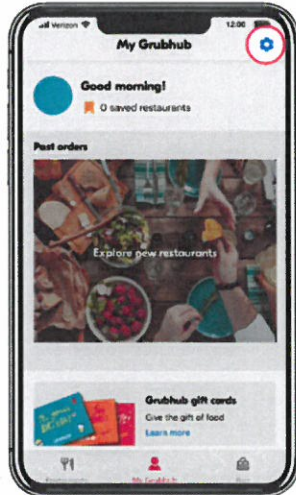 Verizon 12:00
My Grubhub
Good morning!
0 saved restaurants
Past orders
Explore new restaurants
Grubhub gift cards
Give the gift of food
Learn more
My Grubhub